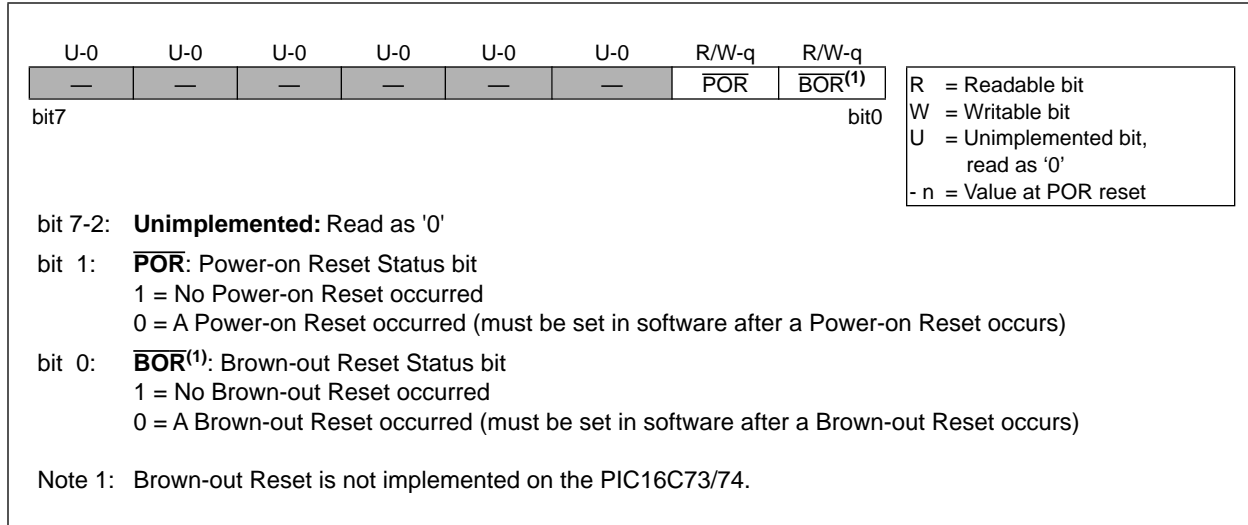 U-0 U-0 U-0 U-0 U-0 U-0 R/W-q R/W-q
— — — — — — P̅O̅R̅ B̅O̅R̅(1)
bit7 bit0
R = Readable bit
W = Writable bit
U = Unimplemented bit,
read as ‘0’
- n = Value at POR reset
bit 7-2: Unimplemented: Read as '0'
bit 1: P̅O̅R̅: Power-on Reset Status bit
1 = No Power-on Reset occurred
0 = A Power-on Reset occurred (must be set in software after a Power-on Reset occurs)
bit 0: B̅O̅R̅(1): Brown-out Reset Status bit
1 = No Brown-out Reset occurred
0 = A Brown-out Reset occurred (must be set in software after a Brown-out Reset occurs)
Note 1: Brown-out Reset is not implemented on the PIC16C73/74.